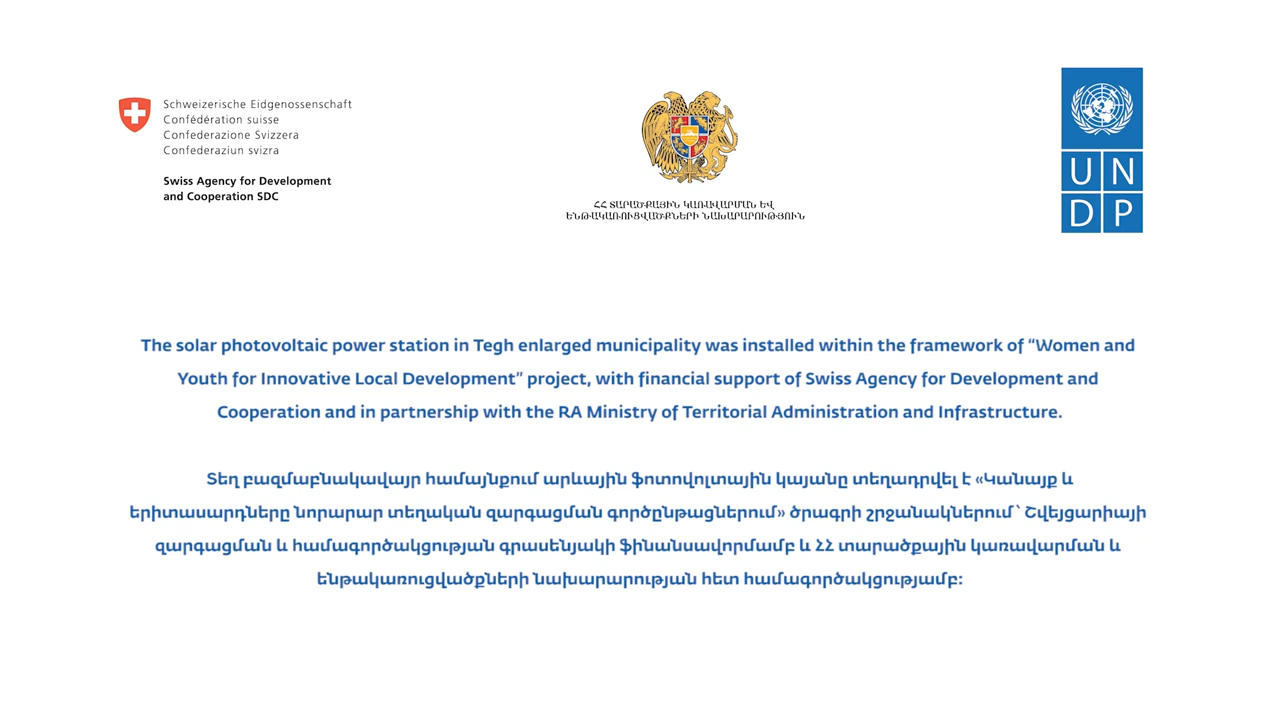 Schweizerische Eidgenossenschaft
Confédération suisse
Confederazione Svizzera
Confederaziun svizra
Swiss Agency for Development
and Cooperation SDC
ՀՀ ՏԱՐԱԾՔԱՅԻՆ ԿԱՌԱՎԱՐՄԱՆ ԵՎ
ԵՆԹԱԿԱՌՈՒՑՎԱԾՔՆԵՐԻ ՆԱԽԱՐԱՐՈՒԹՅՈՒՆ
U N
D P
The solar photovoltaic power station in Tegh enlarged municipality was installed within the framework of “Women and
Youth for Innovative Local Development” project, with financial support of Swiss Agency for Development and
Cooperation and in partnership with the RA Ministry of Territorial Administration and Infrastructure.
Տեղ բազմաբնակավայր համայնքում արևային ֆոտովոլտային կայանը տեղադրվել է «Կանայք և
երիտասարդները նորարար տեղական զարգացման գործընթացներում» ծրագրի շրջանակներում՝ Շվեյցարիայի
զարգացման և համագործակցության գրասենյակի ֆինանսավորմամբ և ՀՀ տարածքային կառավարման և
ենթակառուցվածքների նախարարության հետ համագործակցությամբ: